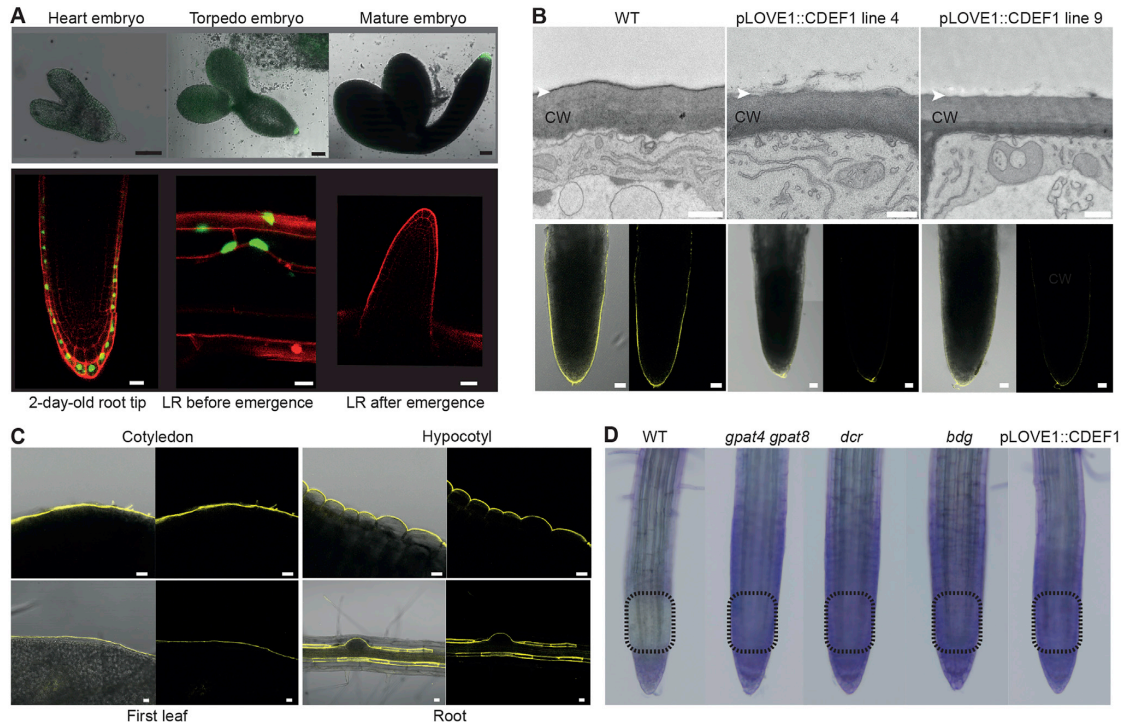 A
Heart embryo Torpedo embryo Mature embryo
2-day-old root tip LR before emergence LR after emergence
B
WT pLOVE1::CDEF1 line 4 pLOVE1::CDEF1 line 9
CW CW CW
CW
C
Cotyledon Hypocotyl
First leaf Root
D
WT gpat4 gpat8 dcr bdg pLOVE1::CDEF1